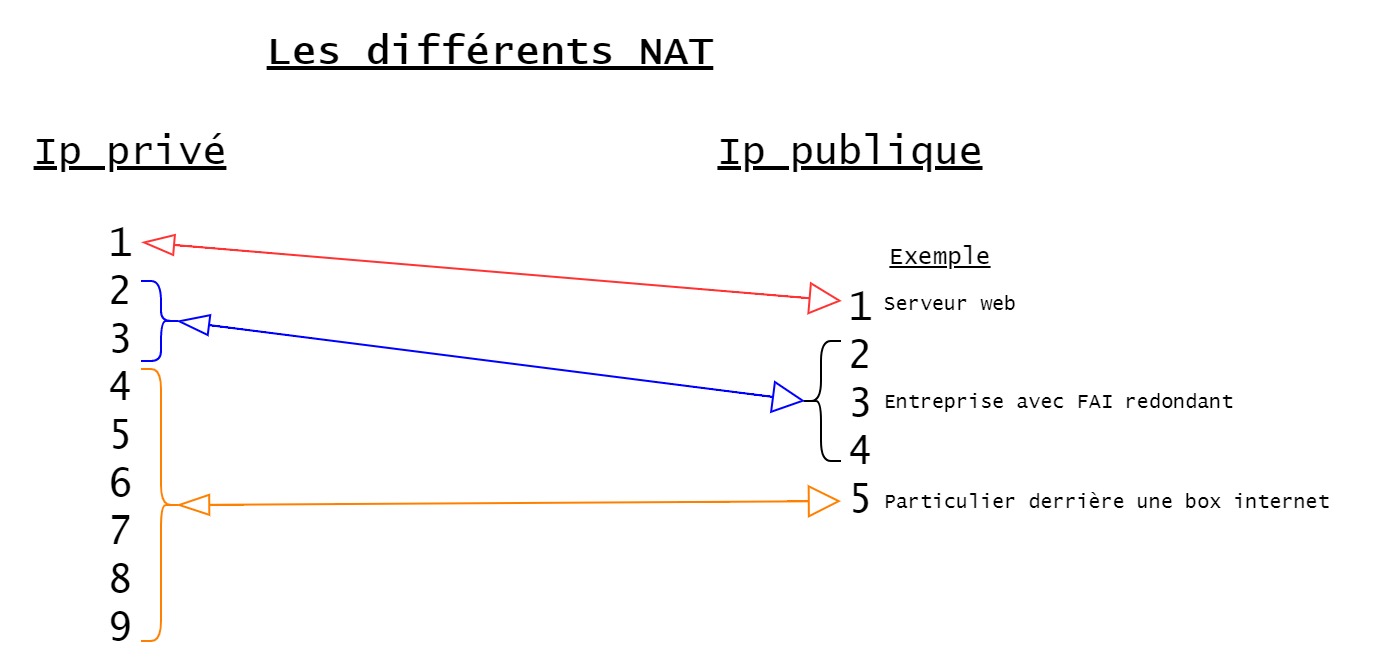 Les différents NAT
Ip privé
Ip publique
1
2
3
4
5
6
7
8
9
Exemple
1 Serveur web
2
3 Entreprise avec FAI redondant
4
5 Particulier derrière une box internet